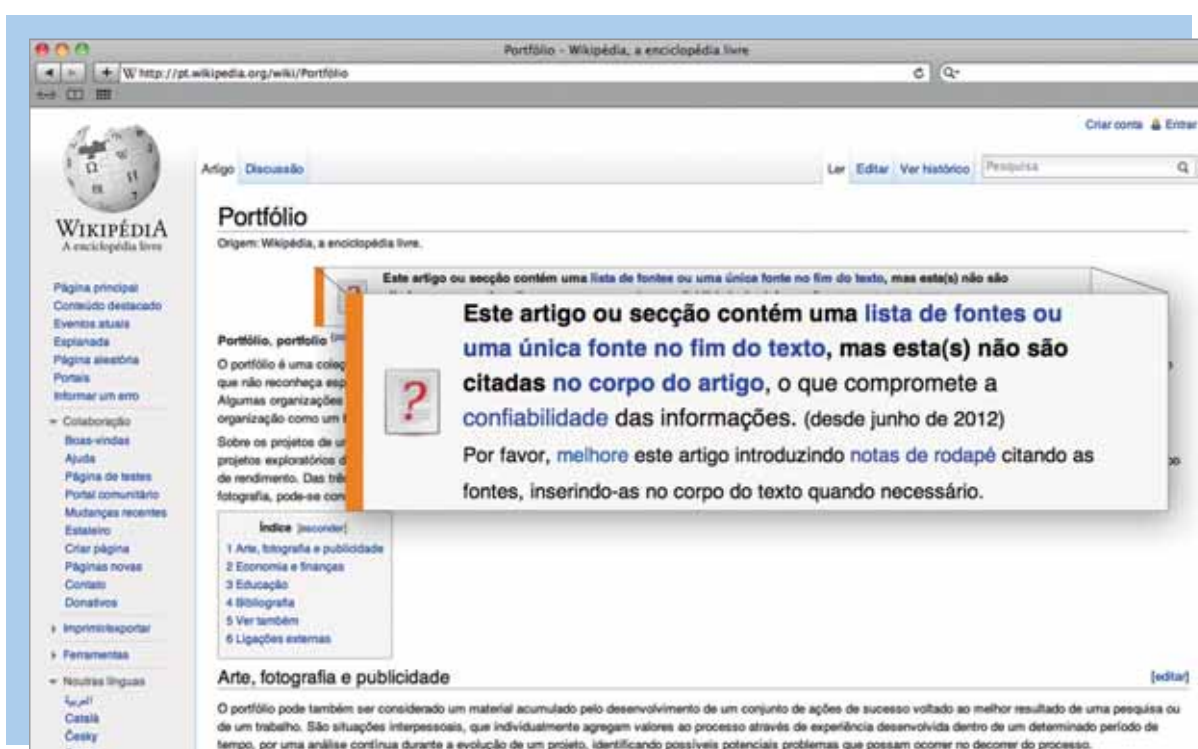 Portfólio – Wikipédia, a enciclopédia livre
W http://pt.wikipedia.org/wiki/Portfólio
Criar conta Entrar
Artigo Discussão
Ler Editar Ver histórico Pesquisa
WIKIPÉDIA
A enciclopédia livre
Portfólio
Origem: Wikipédia, a enciclopédia livre.
Página principal
Conteúdo destacado
Eventos atuais
Esplanada
Página aleatória
Portais
Informar um erro
Colaboração
Boas-vindas
Ajuda
Página de testes
Portal comunitário
Mudanças recentes
Estaleiro
Criar página
Páginas novas
Contato
Donativos
Imprimir/exportar
Ferramentas
Noutras línguas
العربية
Català
Česky
Este artigo ou secção contém uma lista de fontes ou uma única fonte no fim do texto, mas esta(s) não são
Este artigo ou secção contém uma lista de fontes ou
uma única fonte no fim do texto, mas esta(s) não são
citadas no corpo do artigo, o que compromete a
confiabilidade das informações. (desde junho de 2012)
Por favor, melhore este artigo introduzindo notas de rodapé citando as
fontes, inserindo-as no corpo do texto quando necessário.
Portfólio, portfolio
O portfólio é uma
que não reconheça
Algumas organizações
organização como um
Sobre os projetos de
projetos exploratórios
de rendimento. Das
fotografia, pode-se
Índice [esconder]
1 Arte, fotografia e publicidade
2 Economia e finanças
3 Educação
4 Bibliografia
5 Ver também
6 Ligações externas
Arte, fotografia e publicidade [editar]
O portfólio pode também ser considerado um material acumulado pelo desenvolvimento de um conjunto de ações de sucesso voltado ao melhor resultado de uma pesquisa ou
de um trabalho. São situações interpessoais, que individualmente agregam valores ao processo através de experiência desenvolvida dentro de um determinado período de
tempo, por uma análise contínua durante a evolução de um projeto, identificando possíveis potenciais problemas que possam ocorrer no decorrer do processo.